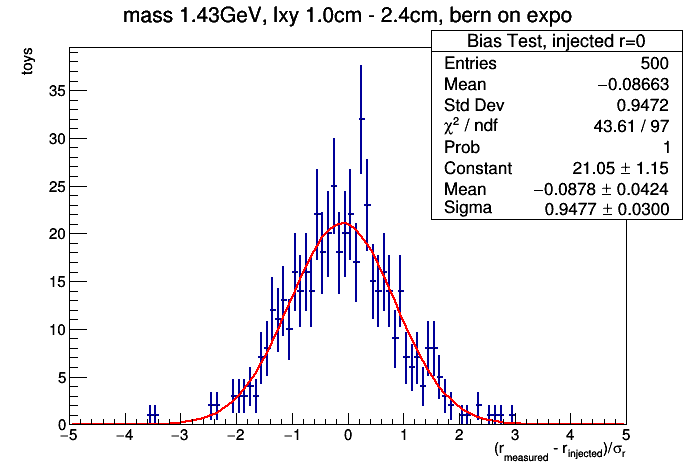 mass 1.43GeV, lxy 1.0cm - 2.4cm, bern on expo
toys
Bias Test, injected r=0
Entries 500
Mean −0.08663
Std Dev 0.9472
χ² / ndf 43.61 / 97
Prob 1
Constant 21.05 ± 1.15
Mean −0.0878 ± 0.0424
Sigma 0.9477 ± 0.0300
35
30
25
20
15
10
5
0
−5 −4 −3 −2 −1 0 1 2 3 4 5
(r_measured - r_injected)/σ_r